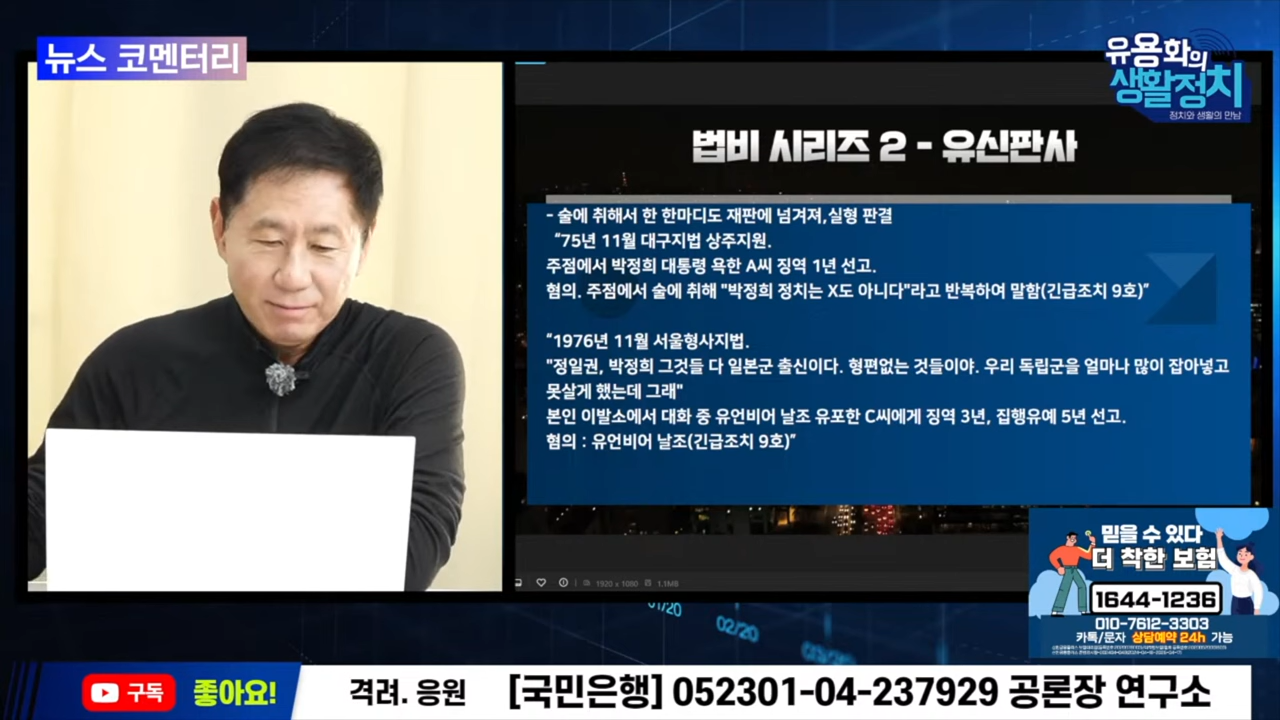 뉴스 코멘터리
유용화의
생활정치
정치와 생활의 만남
법비 시리즈 2 - 유신판사
- 술에 취해서 한 한마디도 재판에 넘겨져,실형 판결
“75년 11월 대구지법 상주지원.
주점에서 박정희 대통령 욕한 A씨 징역 1년 선고.
혐의. 주점에서 술에 취해 "박정희 정치는 X도 아니다"라고 반복하여 말함(긴급조치 9호)”
“1976년 11월 서울형사지법.
"정일권, 박정희 그것들 다 일본군 출신이다. 형편없는 것들이야. 우리 독립군을 얼마나 많이 잡아넣고
못살게 했는데 그래"
본인 이발소에서 대화 중 유언비어 날조 유포한 C씨에게 징역 3년, 집행유예 5년 선고.
혐의 : 유언비어 날조(긴급조치 9호)”
1920 x 1080 1.1MB
01/20
02/20
믿을 수 있다
더 착한 보험
1644-1236
010-7612-3303
카톡/문자 상담예약 24h 가능
구독 좋아요! 격려. 응원 [국민은행] 052301-04-237929 공론장 연구소